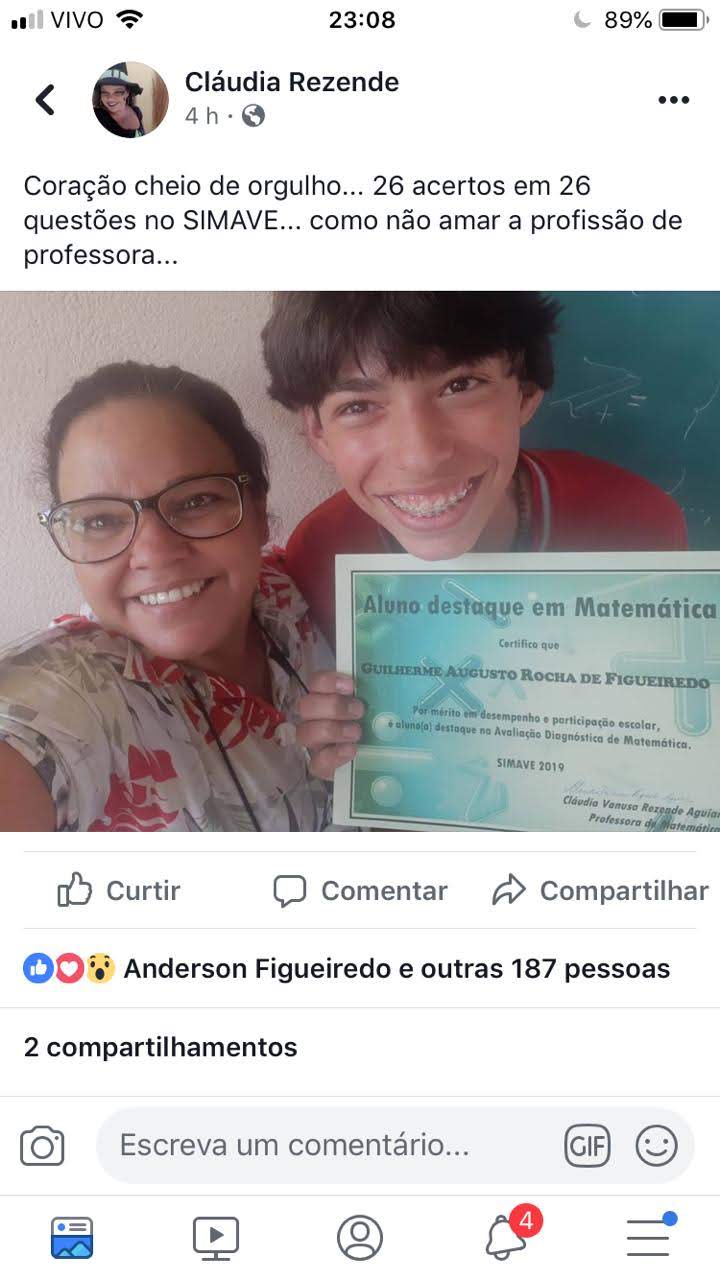 VIVO 23:08 89%
Cláudia Rezende
4 h ·
Coração cheio de orgulho... 26 acertos em 26
questões no SIMAVE... como não amar a profissão de
professora...
Aluno destaque em Matemática
Certifico que
GUILHERME AUGUSTO ROCHA DE FIGUEIREDO
Por mérito em desempenho e participação escolar,
é aluno(a) destaque na Avaliação Diagnóstica de Matemática.
SIMAVE 2019
Cláudia Vanusa Rezende Aguiar
Professora de Matemática
Curtir Comentar Compartilhar
Anderson Figueiredo e outras 187 pessoas
2 compartilhamentos
Escreva um comentário... GIF
4